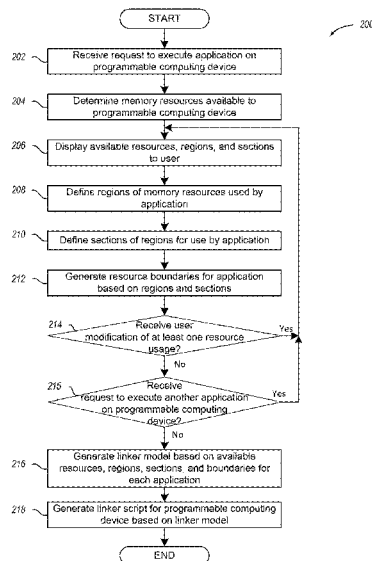 START
200
202
Receive request to execute application on
programmable computing device
204
Determine memory resources available to
programmable computing device
206
Display available resources, regions, and sections
to user
208
Define regions of memory resources used by
application
210
Define sections of regions for use by application
212
Generate resource boundaries for application
based on regions and sections
214
Receive user
modification of at least one resource
usage?
Yes
No
215
Receive
request to execute another application
on programmable computing
device?
Yes
No
216
Generate linker model based on available
resources, regions, sections, and boundaries for
each application
218
Generate linker script for programmable computing
device based on linker model
END